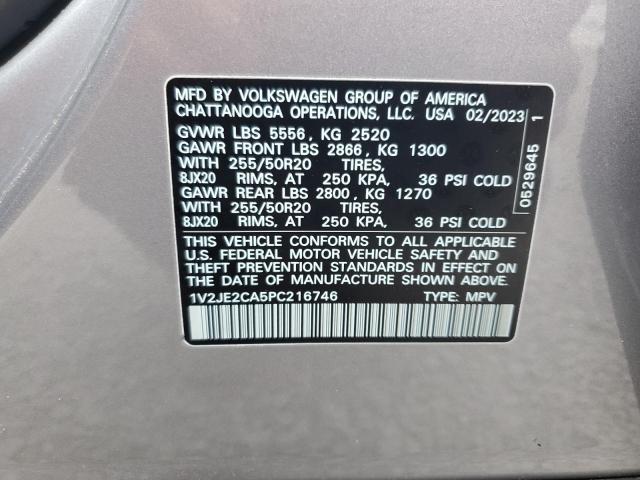 MFD BY VOLKSWAGEN GROUP OF AMERICA
CHATTANOOGA OPERATIONS, LLC. USA 02/2023
GVWR LBS 5556, KG 2520
GAWR FRONT LBS 2866, KG 1300
WITH 255/50R20 TIRES,
8JX20 RIMS, AT 250 KPA, 36 PSI COLD
GAWR REAR LBS 2800, KG 1270
WITH 255/50R20 TIRES,
8JX20 RIMS, AT 250 KPA, 36 PSI COLD
THIS VEHICLE CONFORMS TO ALL APPLICABLE
U.S. FEDERAL MOTOR VEHICLE SAFETY AND
THEFT PREVENTION STANDARDS IN EFFECT ON
THE DATE OF MANUFACTURE SHOWN ABOVE.
1V2JE2CA5PC216746 TYPE: MPV
0529645 1